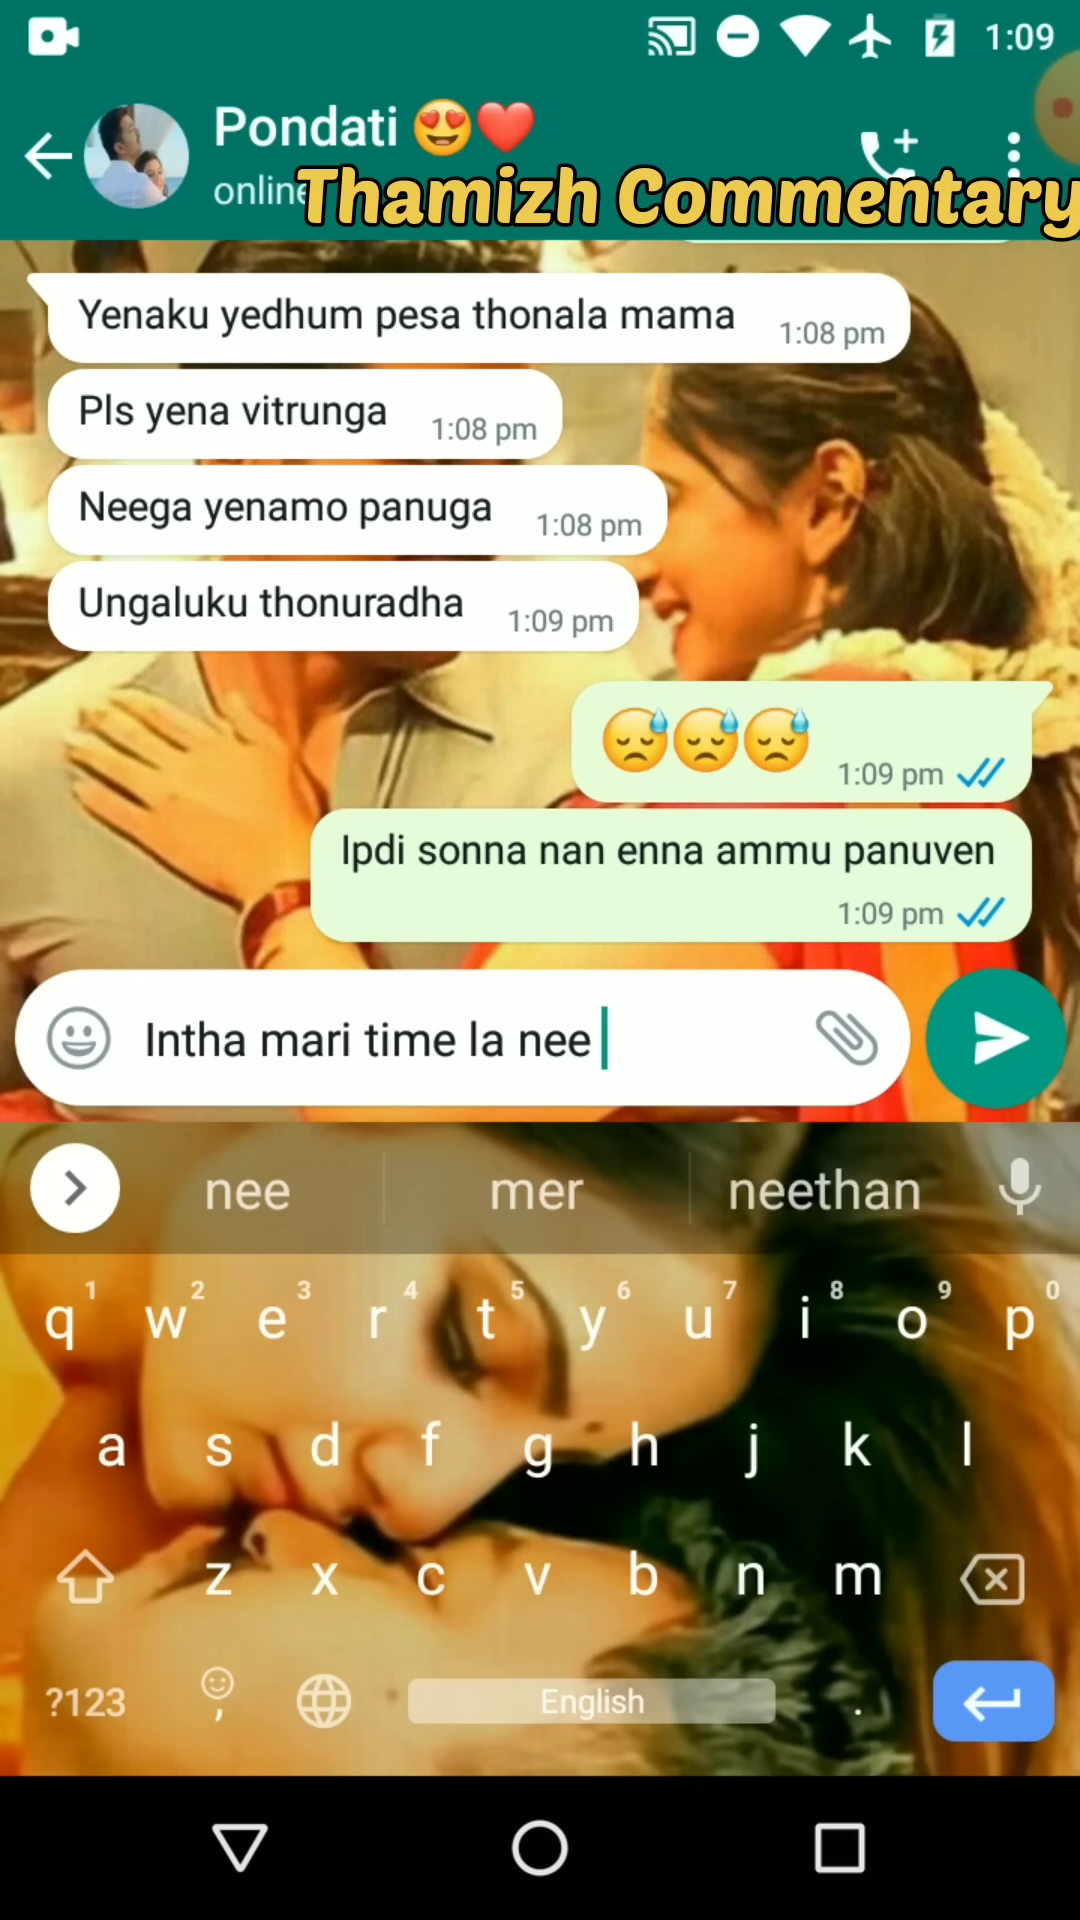 1:09
Pondati 😍❤️
online
Thamizh Commentary
Yenaku yedhum pesa thonala mama 1:08 pm
Pls yena vitrunga 1:08 pm
Neega yenamo panuga 1:08 pm
Ungaluku thonuradha 1:09 pm
😓😓😓 1:09 pm
Ipdi sonna nan enna ammu panuven
1:09 pm
Intha mari time la nee
nee mer neethan
1 2 3 4 5 6 7 8 9 0
q w e r t y u i o p
a s d f g h j k l
z x c v b n m
?123 , English .